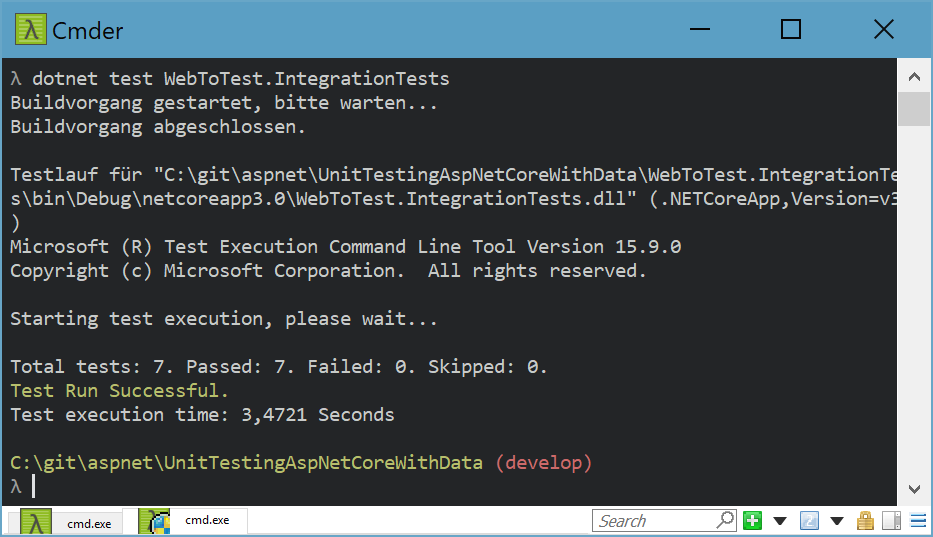 Cmder
λ dotnet test WebToTest.IntegrationTests
Buildvorgang gestartet, bitte warten...
Buildvorgang abgeschlossen.
Testlauf für "C:\git\aspnet\UnitTestingAspNetCoreWithData\WebToTest.IntegrationTe
s\bin\Debug\netcoreapp3.0\WebToTest.IntegrationTests.dll" (.NETCoreApp,Version=v3
)
Microsoft (R) Test Execution Command Line Tool Version 15.9.0
Copyright (c) Microsoft Corporation.  All rights reserved.
Starting test execution, please wait...
Total tests: 7. Passed: 7. Failed: 0. Skipped: 0.
Test Run Successful.
Test execution time: 3,4721 Seconds
C:\git\aspnet\UnitTestingAspNetCoreWithData (develop)
λ
cmd.exe cmd.exe Search